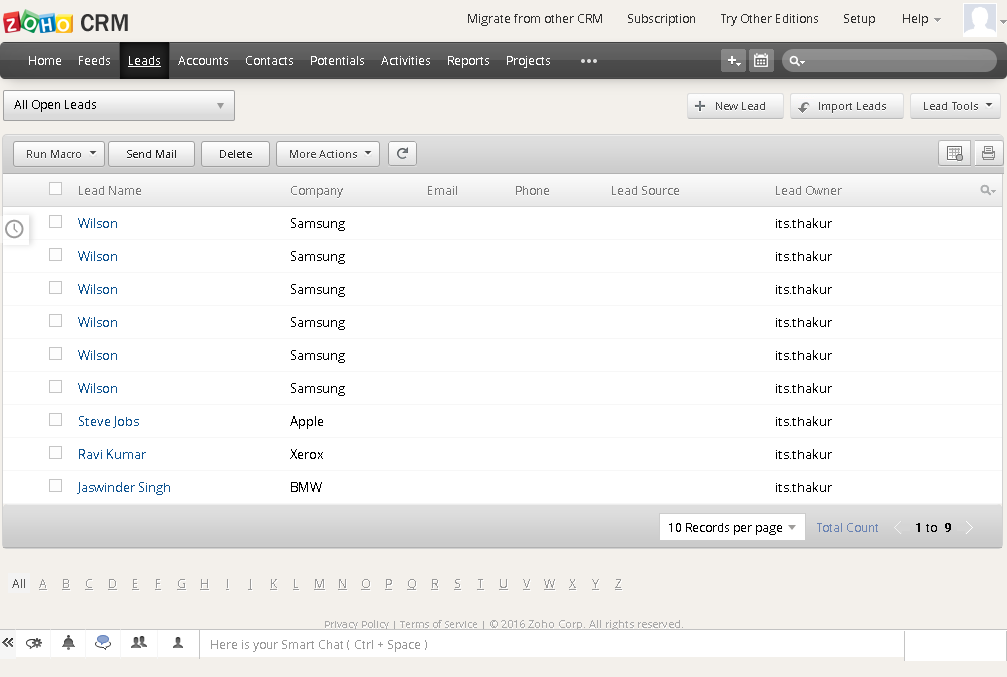 ZOHO CRM
Migrate from other CRM Subscription Try Other Editions Setup Help
Home Feeds Leads Accounts Contacts Potentials Activities Reports Projects
All Open Leads
New Lead Import Leads Lead Tools
Run Macro Send Mail Delete More Actions
Lead Name Company Email Phone Lead Source Lead Owner
Wilson Samsung its.thakur
Wilson Samsung its.thakur
Wilson Samsung its.thakur
Wilson Samsung its.thakur
Wilson Samsung its.thakur
Wilson Samsung its.thakur
Steve Jobs Apple its.thakur
Ravi Kumar Xerox its.thakur
Jaswinder Singh BMW its.thakur
10 Records per page Total Count 1 to 9
All A B C D E F G H I J K L M N O P Q R S T U V W X Y Z
Privacy Policy | Terms of Service | © 2016 Zoho Corp. All rights reserved.
Here is your Smart Chat ( Ctrl + Space )